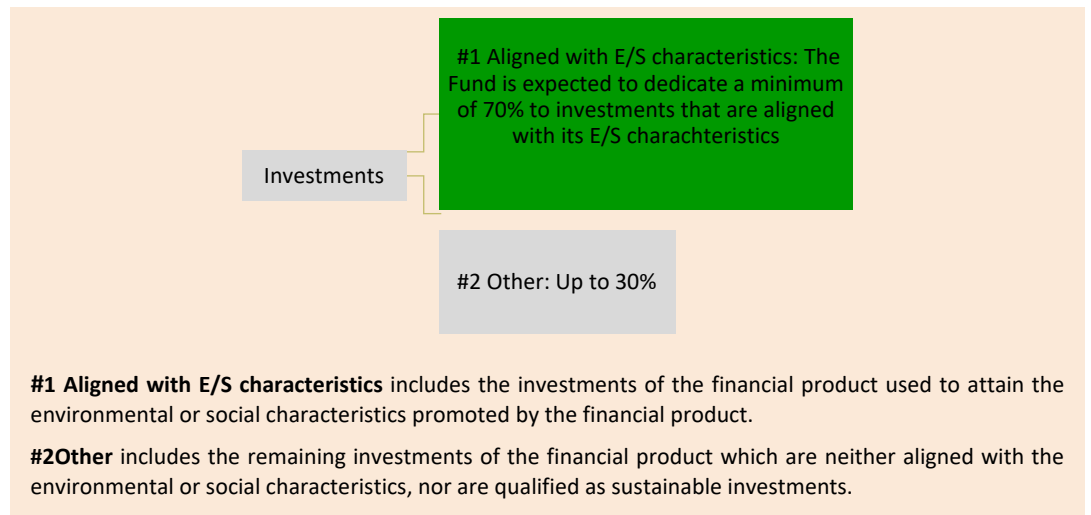 #1 Aligned with E/S characteristics: The
Fund is expected to dedicate a minimum
of 70% to investments that are aligned
with its E/S charachteristics
Investments
#2 Other: Up to 30%
#1 Aligned with E/S characteristics includes the investments of the financial product used to attain the
environmental or social characteristics promoted by the financial product.
#2Other includes the remaining investments of the financial product which are neither aligned with the
environmental or social characteristics, nor are qualified as sustainable investments.